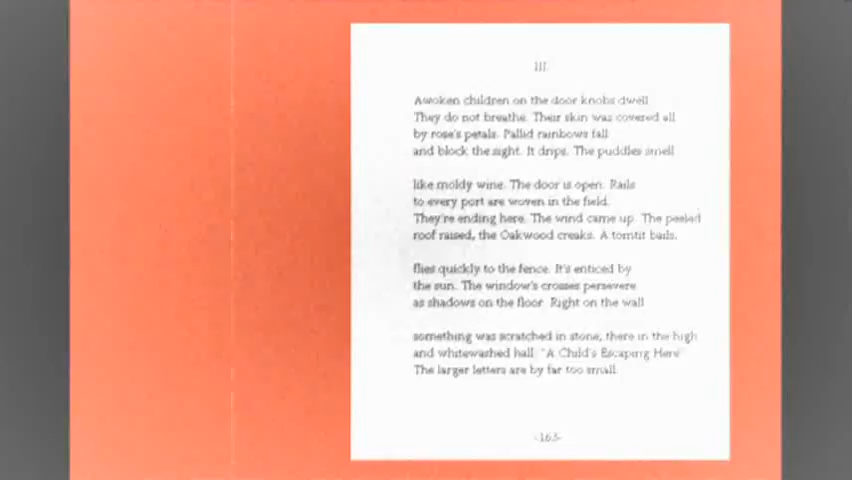 III
Awoken children on the door knobs dwell
They do not breathe. Their skin was covered all
by rose's petals. Pallid rainbows fall
and block the sight. It drips. The puddles smell
like moldy wine. The door is open. Rails
to every port are woven in the field.
They're ending here. The wind came up. The peeled
roof raised, the Oakwood creaks. A tomtit bails,
flies quickly to the fence. It's enticed by
the sun. The window's crosses persevere
as shadows on the floor. Right on the wall
something was scratched in stone, there in the high
and whitewashed hall. "A Child's Escaping Here"
The larger letters are by far too small.
-163-